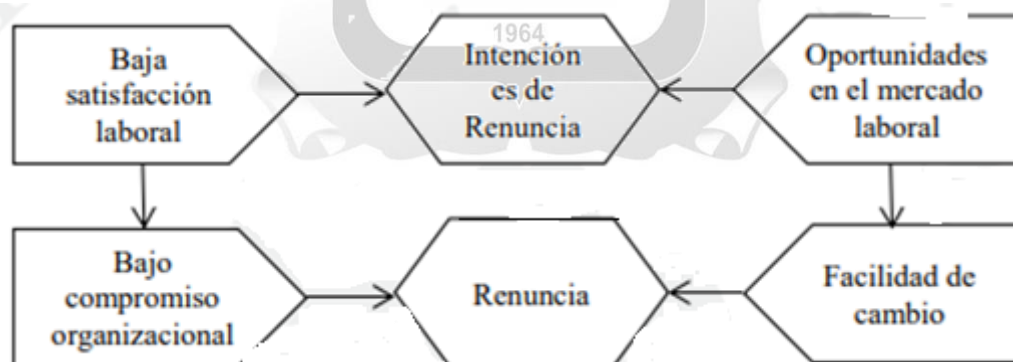 1964
Baja
satisfacción
laboral
Intención
es de
Renuncia
Oportunidades
en el mercado
laboral
Bajo
compromiso
organizacional
Renuncia
Facilidad de
cambio